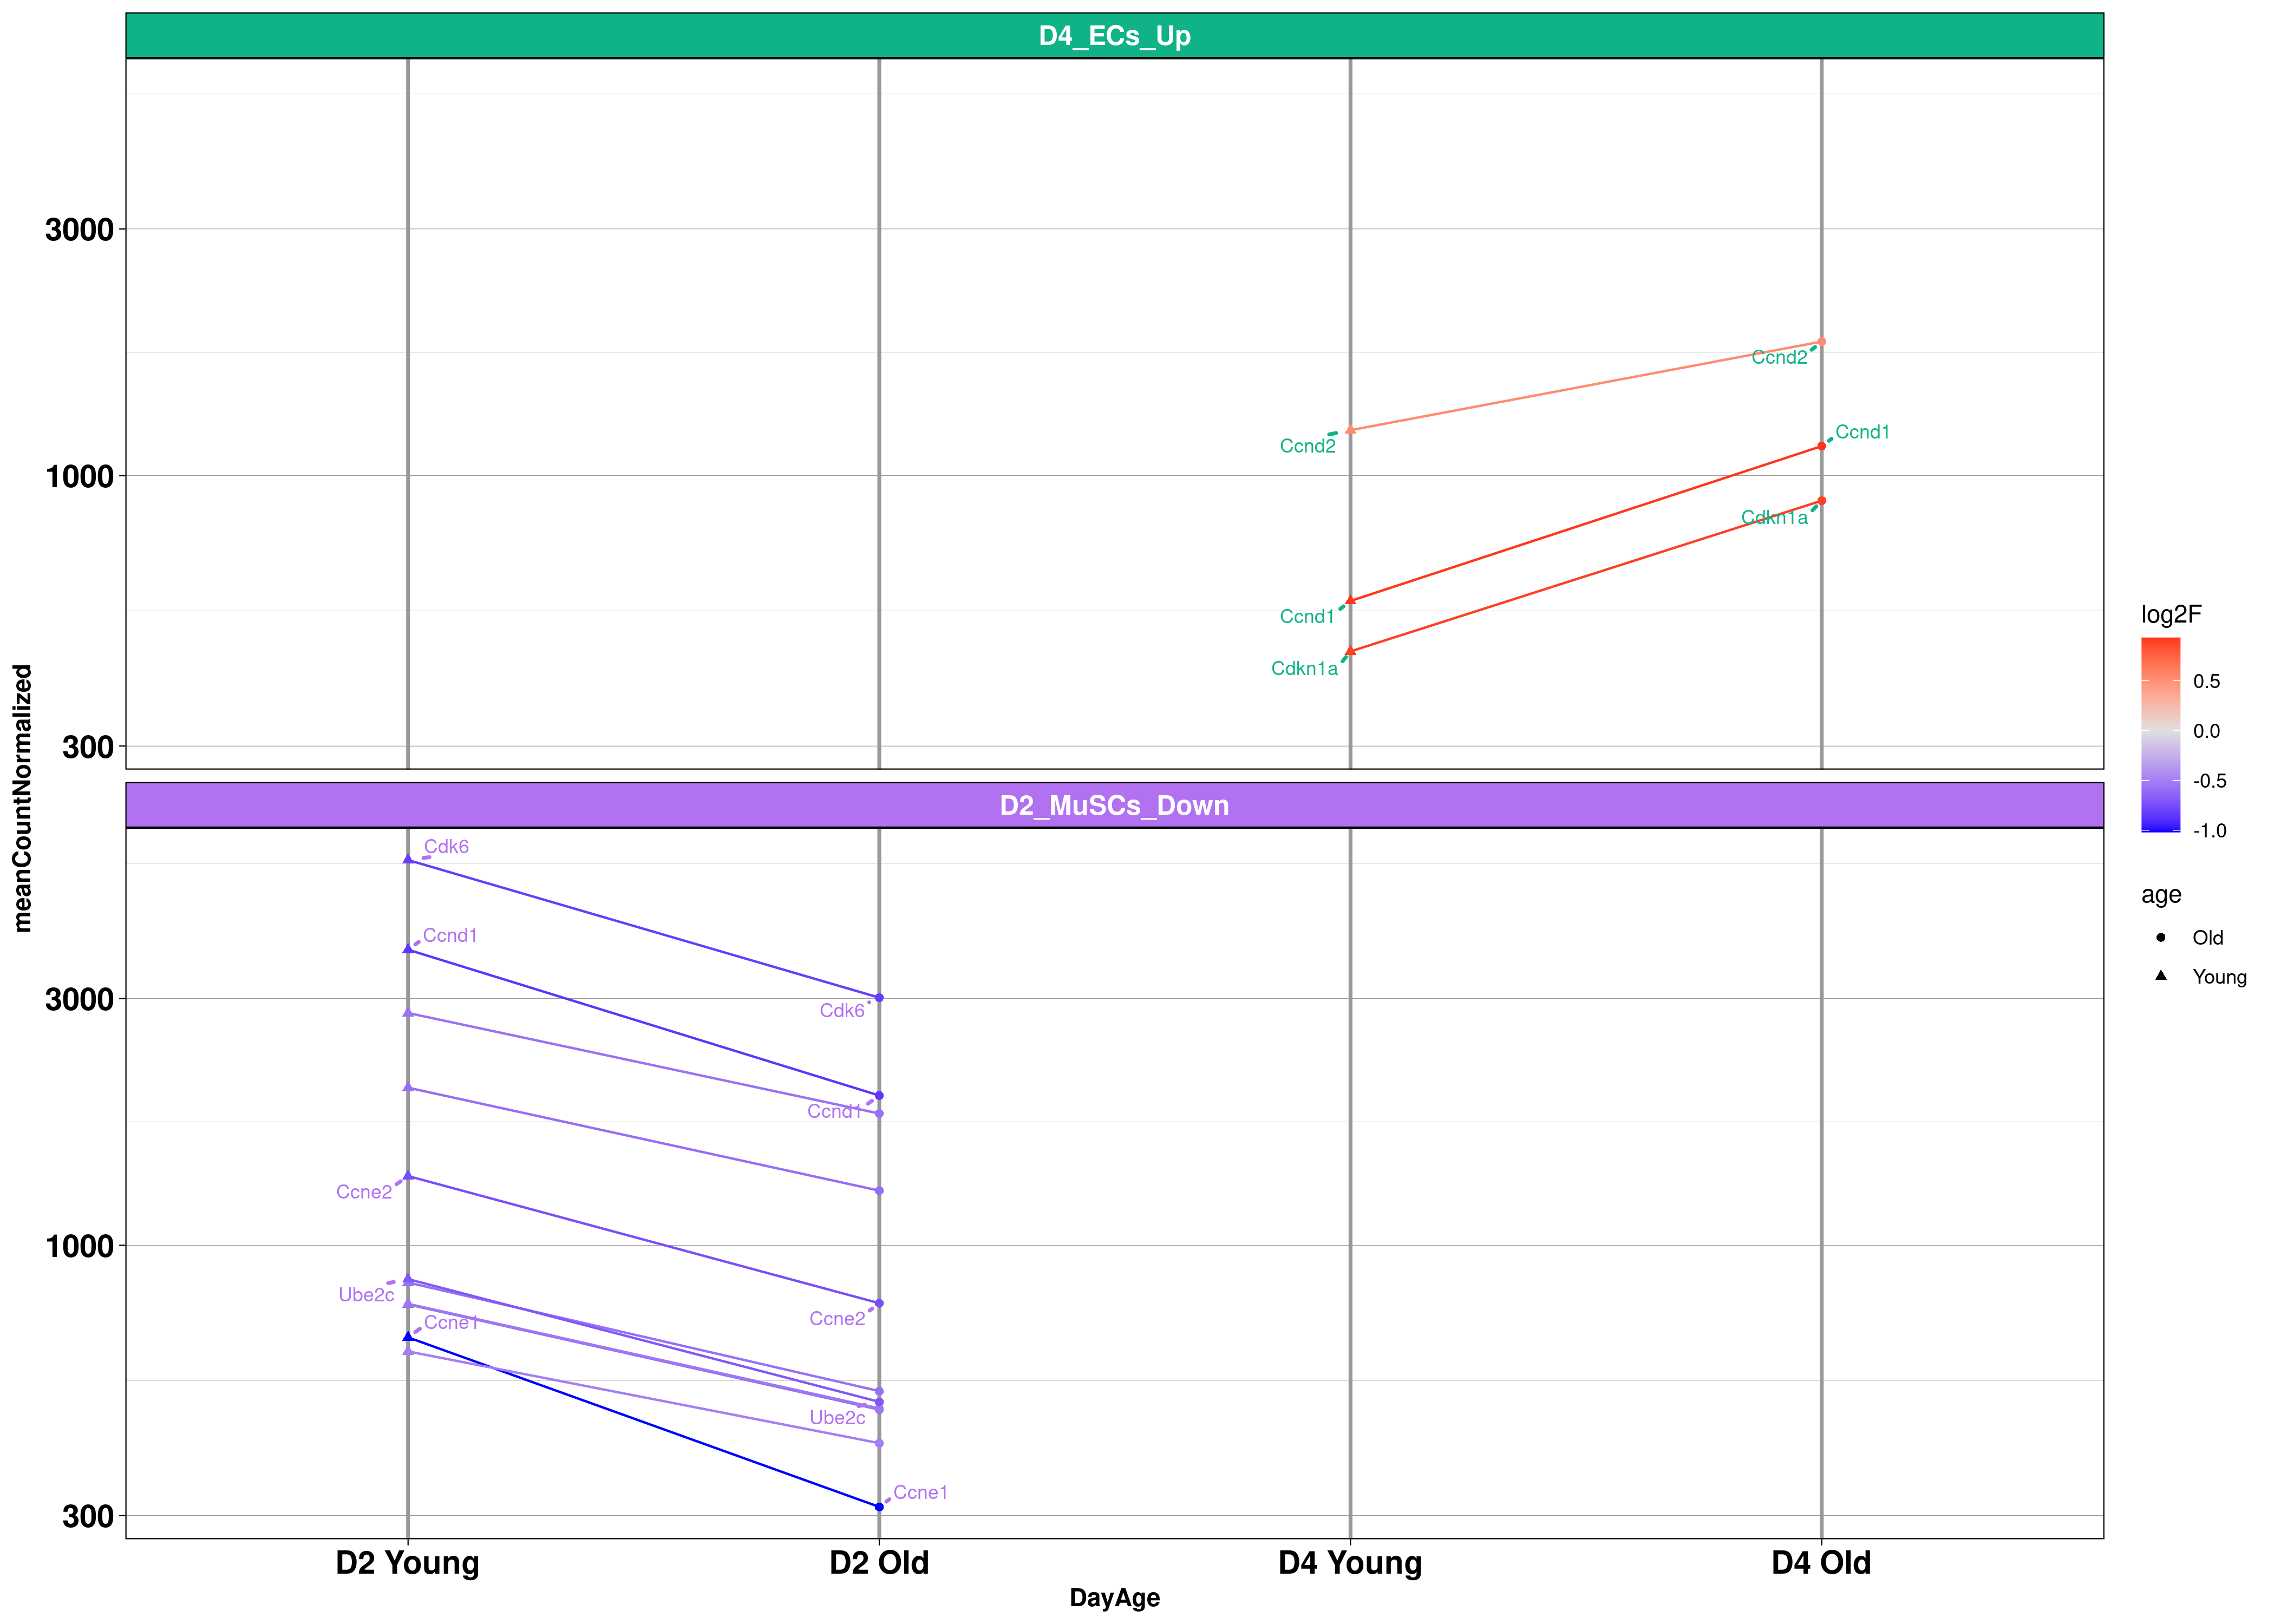 D4_ECs_Up
3000
1000
300
Ccnd2
Ccnd1
Cdkn1a
Ccnd2
Ccnd1
Cdkn1a
meanCountNormalized
D2_MuSCs_Down
3000
1000
300
Cdk6
Ccnd1
Cdk6
Ccnd1
Ccne2
Ube2c
Ccne1
Ccne2
Ube2c
Ccne1
D2 Young
D2 Old
D4 Young
D4 Old
DayAge
log2F
0.5
0.0
-0.5
-1.0
age
Old
Young